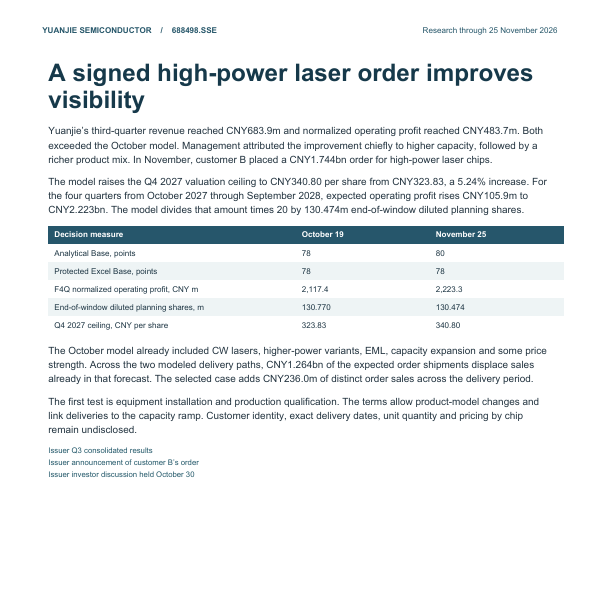 YUANJIE SEMICONDUCTOR / 688498.SSE Research through 25 November 2026
A signed high-power laser order improves
visibility
Yuanjie's third-quarter revenue reached CNY683.9m and normalized operating profit reached CNY483.7m. Both
exceeded the October model. Management attributed the improvement chiefly to higher capacity, followed by a
richer product mix. In November, customer B placed a CNY1.744bn order for high-power laser chips.
The model raises the Q4 2027 valuation ceiling to CNY340.80 per share from CNY323.83, a 5.24% increase. For
the four quarters from October 2027 through September 2028, expected operating profit rises CNY105.9m to
CNY2.223bn. The model divides that amount times 20 by 130.474m end-of-window diluted planning shares.
Decision measure October 19 November 25
Analytical Base, points 78 80
Protected Excel Base, points 78 78
F4Q normalized operating profit, CNY m 2,117.4 2,223.3
End-of-window diluted planning shares, m 130.770 130.474
Q4 2027 ceiling, CNY per share 323.83 340.80
The October model already included CW lasers, higher-power variants, EML, capacity expansion and some price
strength. Across the two modeled delivery paths, CNY1.264bn of the expected order shipments displace sales
already in that forecast. The selected case adds CNY236.0m of distinct order sales across the delivery period.
The first test is equipment installation and production qualification. The terms allow product-model changes and
link deliveries to the capacity ramp. Customer identity, exact delivery dates, unit quantity and pricing by chip
remain undisclosed.
Issuer Q3 consolidated results
Issuer announcement of customer B's order
Issuer investor discussion held October 30